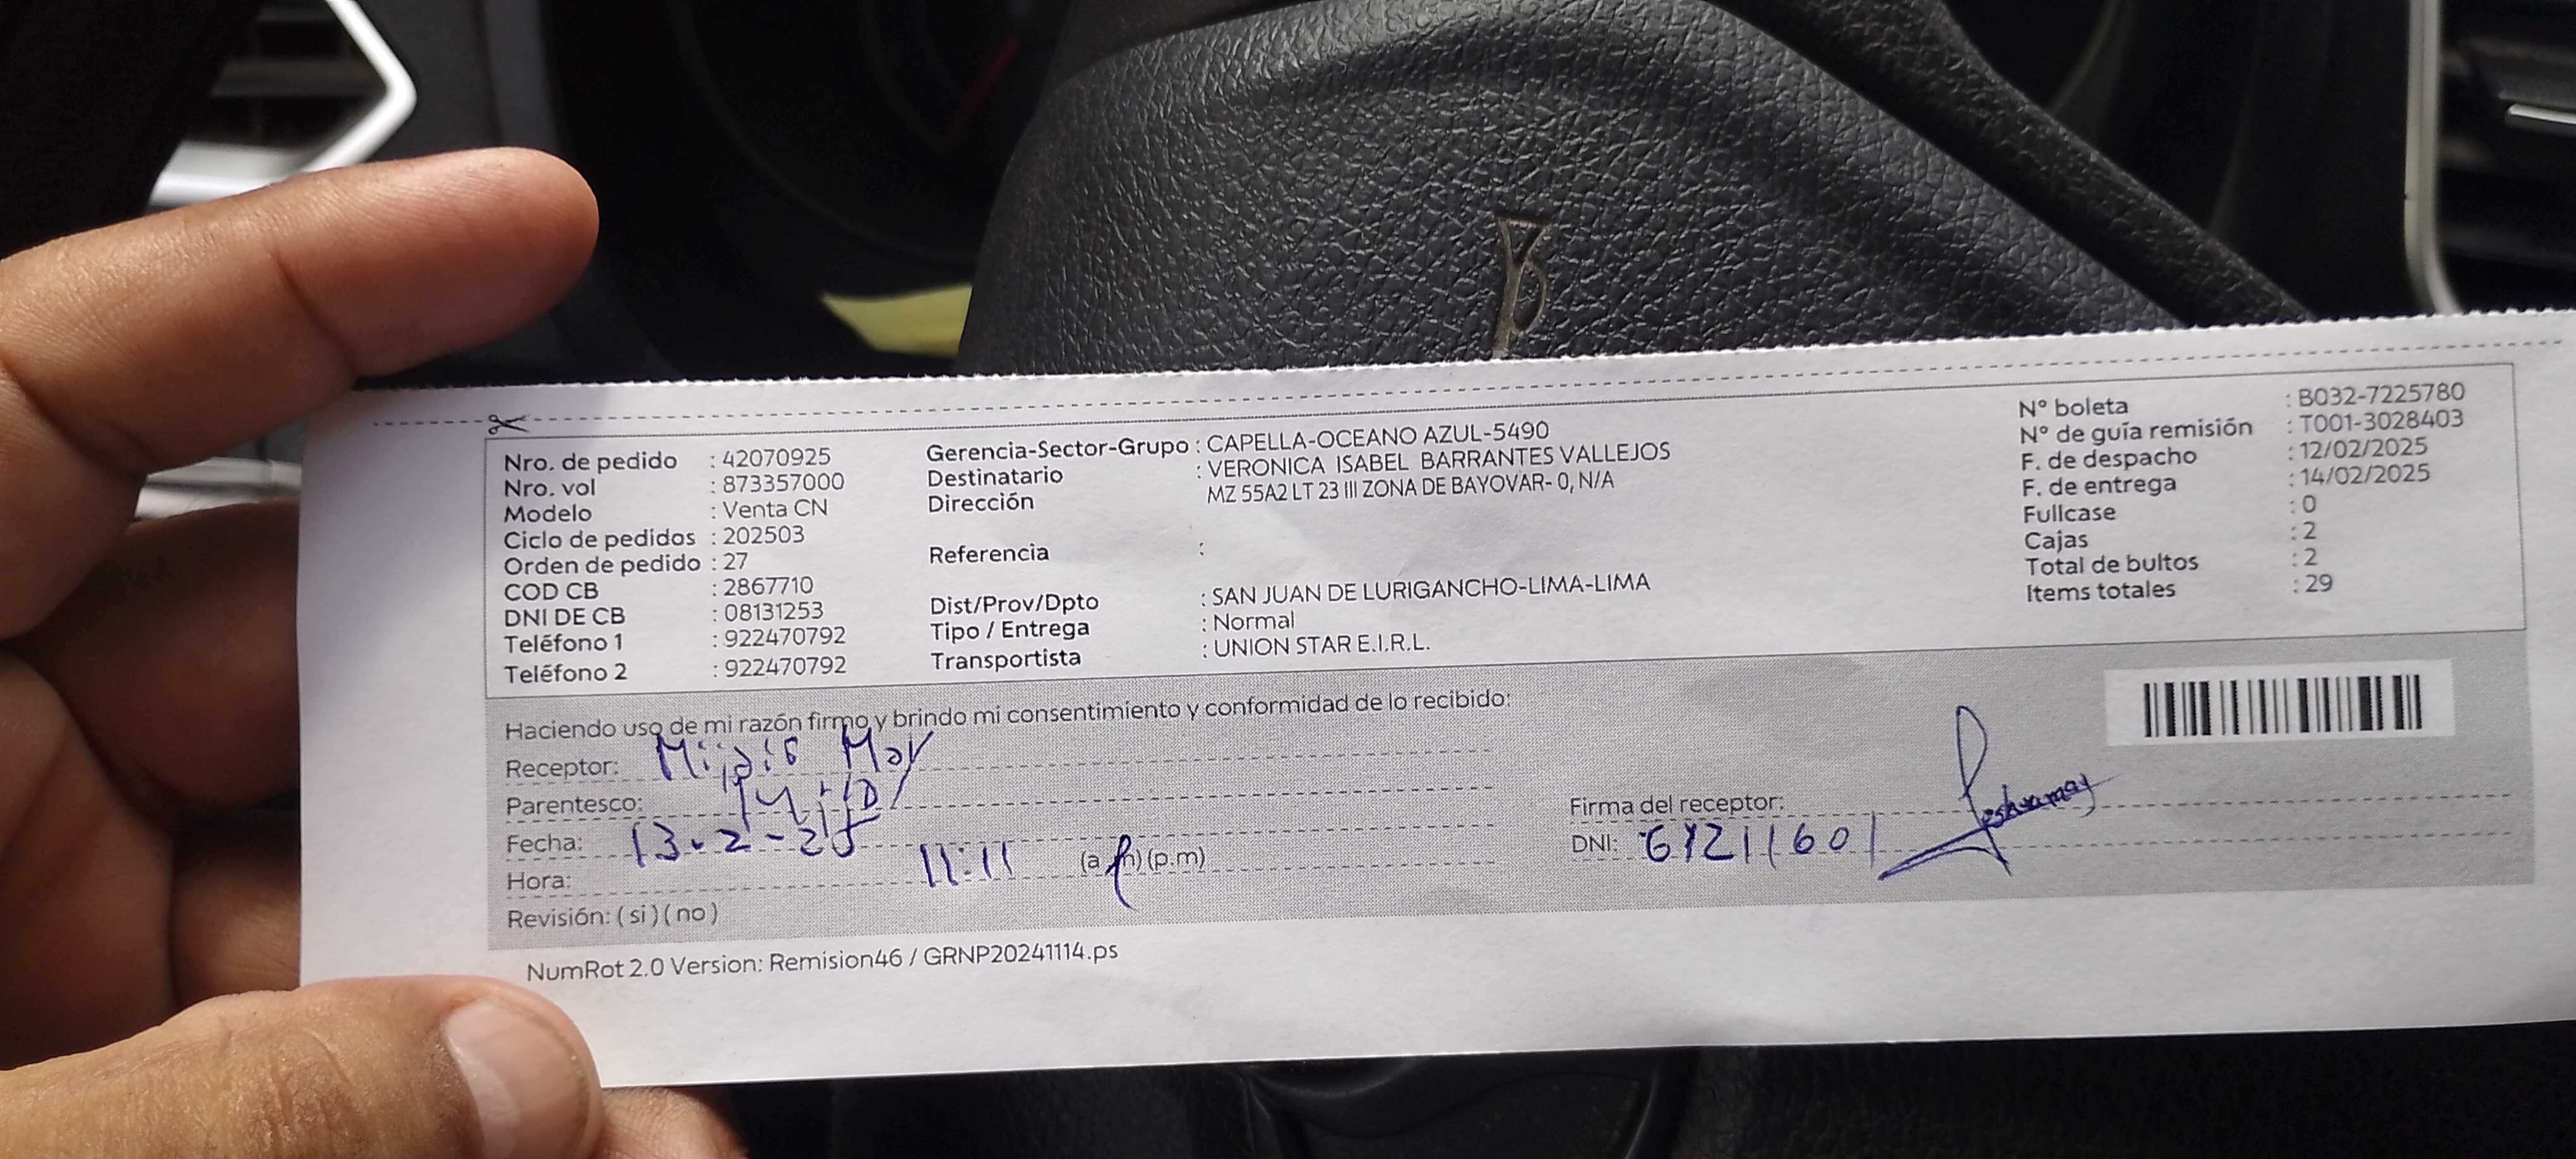 Nro. de pedido : 42070925
Nro. vol : 873357000
Modelo : Venta CN
Ciclo de pedidos : 202503
Orden de pedido : 27
COD CB : 2867710
DNI DE CB : 08131253
Teléfono 1 : 922470792
Teléfono 2 : 922470792
Gerencia-Sector-Grupo : CAPELLA-OCEANO AZUL-5490
Destinatario : VERONICA ISABEL BARRANTES VALLEJOS
Dirección MZ 55A2 LT 23 III ZONA DE BAYOVAR- 0, N/A
Referencia :
Dist/Prov/Dpto : SAN JUAN DE LURIGANCHO-LIMA-LIMA
Tipo / Entrega : Normal
Transportista : UNION STAR E.I.R.L.
N° boleta : B032-7225780
N° de guía remisión : T001-3028403
F. de despacho : 12/02/2025
F. de entrega : 14/02/2025
Fullcase : 0
Cajas : 2
Total de bultos : 2
Items totales : 29
Haciendo uso de mi razón firmo y brindo mi consentimiento y conformidad de lo recibido:
Receptor:
Parentesco:
Fecha: 13-2-25
Hora: 11:11 (a.m) (p.m)
Revisión: ( si ) ( no )
Firma del receptor:
DNI:
NumRot 2.0 Version: Remision46 / GRNP20241114.ps